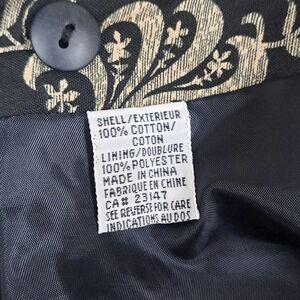 SHELL/EXTERIEUR
100% COTTON/
COTON
LINING/DOUBLURE
100% POLYESTER
MADE IN CHINA
FABRIQUE EN CHINE
CA# 23147
SEE REVERSE FOR CARE
INDICATIONS AU DOS